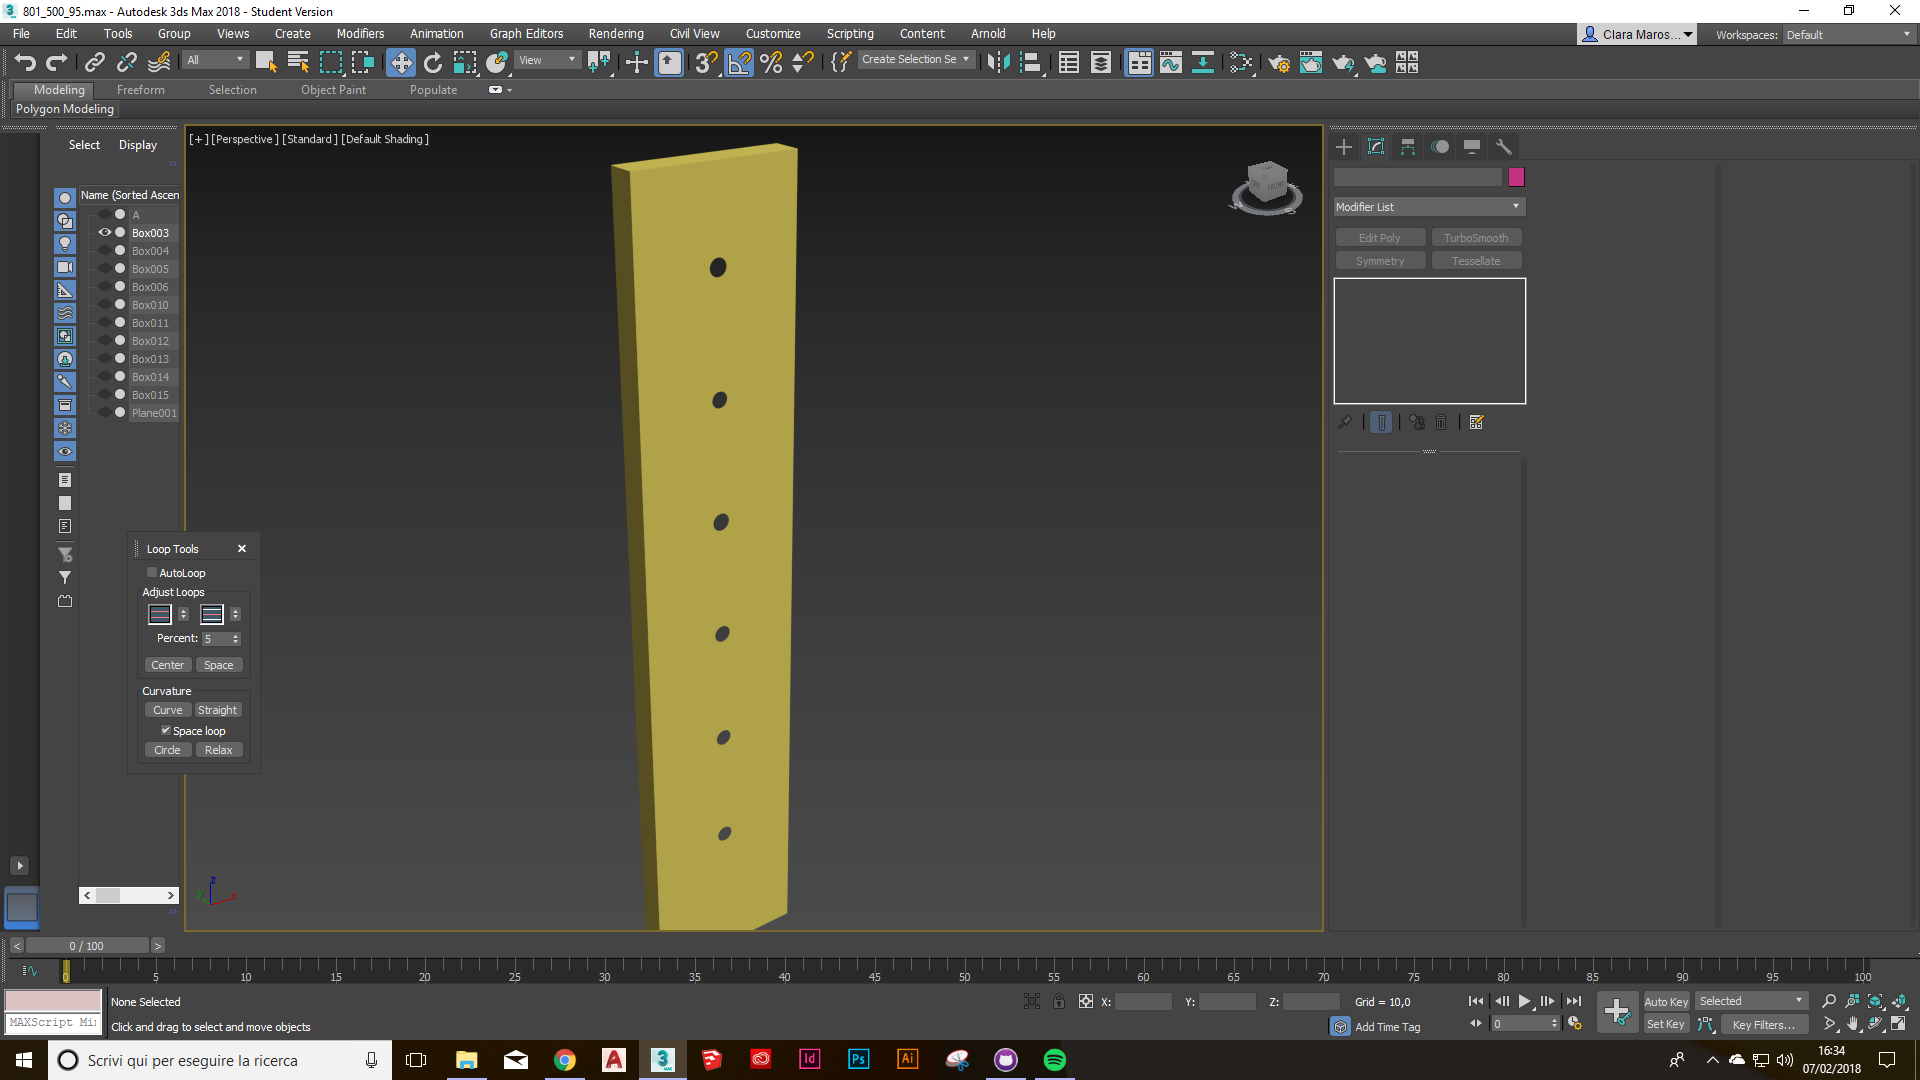 801_500_95.max - Autodesk 3ds Max 2018 - Student Version
File Edit Tools Group Views Create Modifiers Animation Graph Editors Rendering Civil View Customize Scripting Content Arnold Help
Clara Maros... Workspaces: Default
All View Create Selection Se
Modeling Freeform Selection Object Paint Populate
Polygon Modeling
Select Display
[+] [Perspective] [Standard] [Default Shading]
FRONT
Name (Sorted Ascen
A
Box003
Box004
Box005
Box006
Box010
Box011
Box012
Box013
Box014
Box015
Plane001
Modifier List
Edit Poly TurboSmooth
Symmetry Tessellate
Loop Tools
AutoLoop
Adjust Loops
Percent: 5
Center Space
Curvature
Curve Straight
Space loop
Circle Relax
z
x
0 / 100
0 5 10 15 20 25 30 35 40 45 50 55 60 65 70 75 80 85 90 95 100
None Selected
X: Y: Z: Grid = 10,0
Auto Key Selected
MAXScript Mi
Click and drag to select and move objects
Add Time Tag
0
Set Key Key Filters...
Scrivi qui per eseguire la ricerca
16:34
07/02/2018